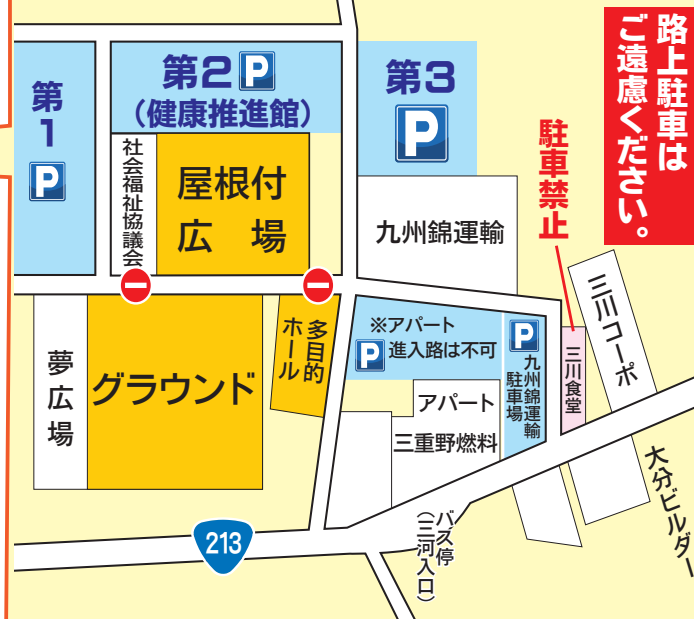 路上駐車は
ご遠慮ください。
第1
P
第2 P
(健康推進館)
第3
P
駐車禁止
社会福祉協議会
屋根付
広 場
九州錦運輸
三川コーポ
夢広場
グラウンド
多目的
ホール
※アパート
P 進入路は不可
P
九州錦運輸
駐車場
三川食堂
アパート
三重野燃料
大分ビルダー
バス停
(三河入口)
213